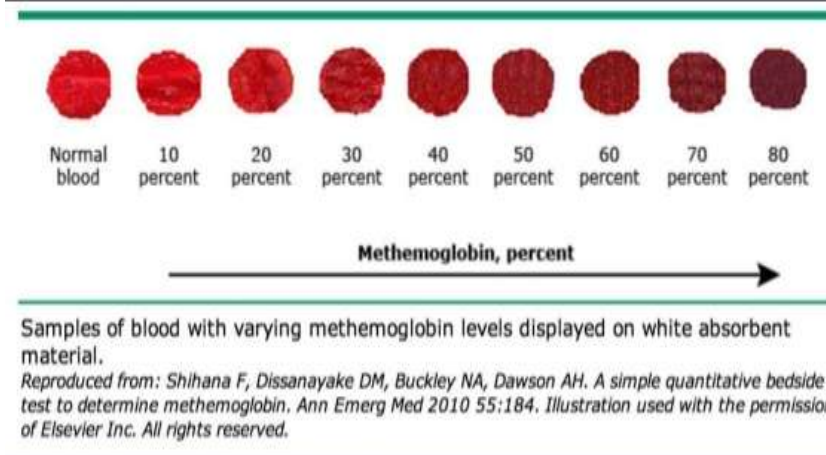 Normal blood
10 percent
20 percent
30 percent
40 percent
50 percent
60 percent
70 percent
80 percent
Methemoglobin, percent
Samples of blood with varying methemoglobin levels displayed on white absorbent
material.
Reproduced from: Shihana F, Dissanayake DM, Buckley NA, Dawson AH. A simple quantitative bedside
test to determine methemoglobin. Ann Emerg Med 2010 55:184. Illustration used with the
of Elsevier Inc. All rights reserved.